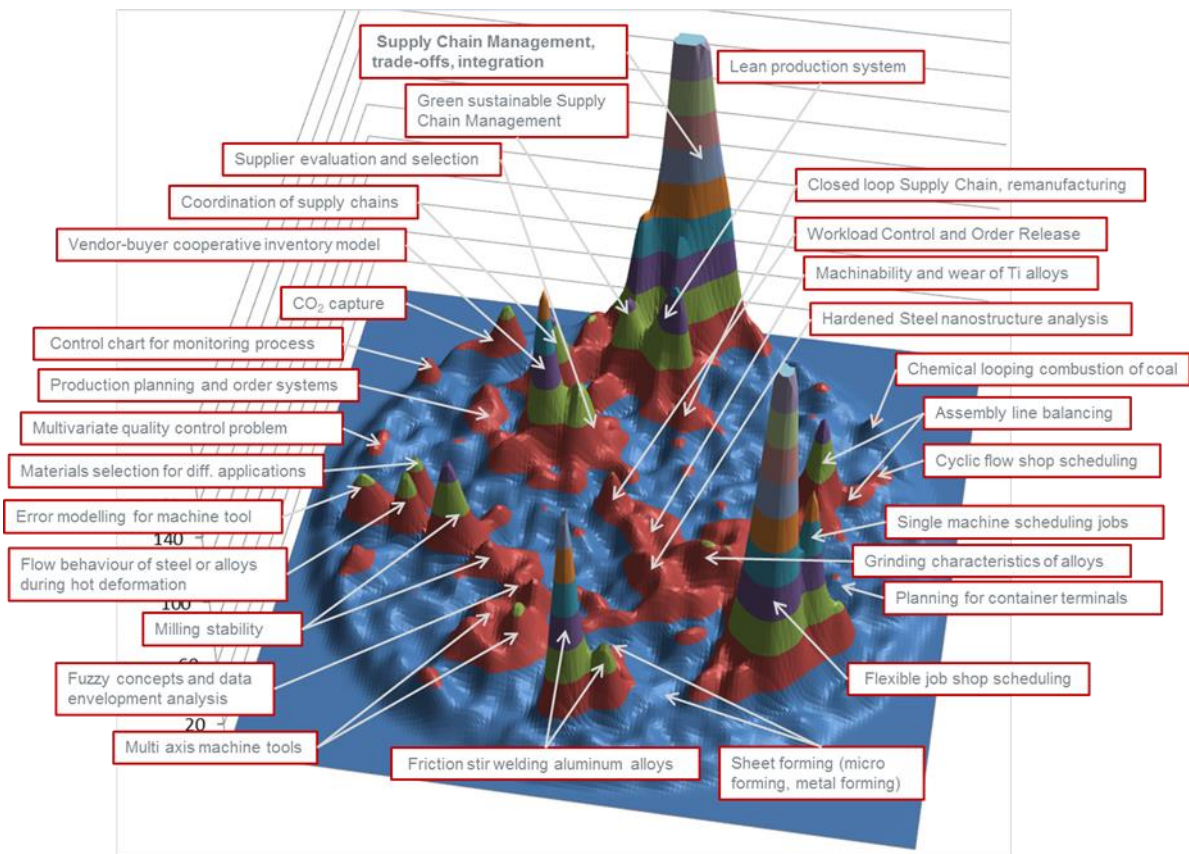 Supply Chain Management,
trade-offs, integration
Lean production system
Green sustainable Supply
Chain Management
Supplier evaluation and selection
Closed loop Supply Chain, remanufacturing
Coordination of supply chains
Workload Control and Order Release
Vendor-buyer cooperative inventory model
Machinability and wear of Ti alloys
CO₂ capture
Hardened Steel nanostructure analysis
Control chart for monitoring process
Chemical looping combustion of coal
Production planning and order systems
Assembly line balancing
Multivariate quality control problem
Cyclic flow shop scheduling
Materials selection for diff. applications
Error modelling for machine tool
Single machine scheduling jobs
140
Flow behaviour of steel or alloys
during hot deformation
Grinding characteristics of alloys
100
Planning for container terminals
Milling stability
Fuzzy concepts and data
envelopment analysis
Flexible job shop scheduling
20
Multi axis machine tools
Friction stir welding aluminum alloys
Sheet forming (micro
forming, metal forming)